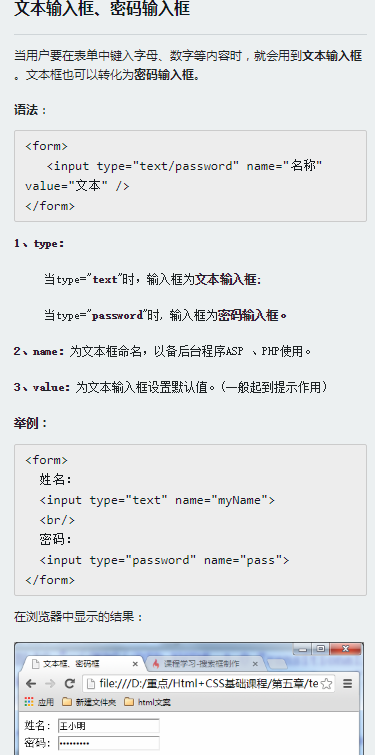 文本输入框、密码输入框
当用户要在表单中键入字母、数字等内容时，就会用到文本输入框
。文本框也可以转化为密码输入框。
语法：
<form>
<input type="text/password" name="名称"
value="文本" />
</form>
1、type：
当type="text"时，输入框为文本输入框;
当type="password"时, 输入框为密码输入框。
2、name：为文本框命名，以备后台程序ASP 、PHP使用。
3、value：为文本输入框设置默认值。(一般起到提示作用)
举例：
<form>
姓名：
<input type="text" name="myName">
<br/>
密码：
<input type="password" name="pass">
</form>
在浏览器中显示的结果：
文本框、密码框 课程学习-搜索框制作
file:///D:/重点/Html+CSS基础课程/第五章/te
应用 新建文件夹 html文案
姓名：王小明
密码：•••••••••